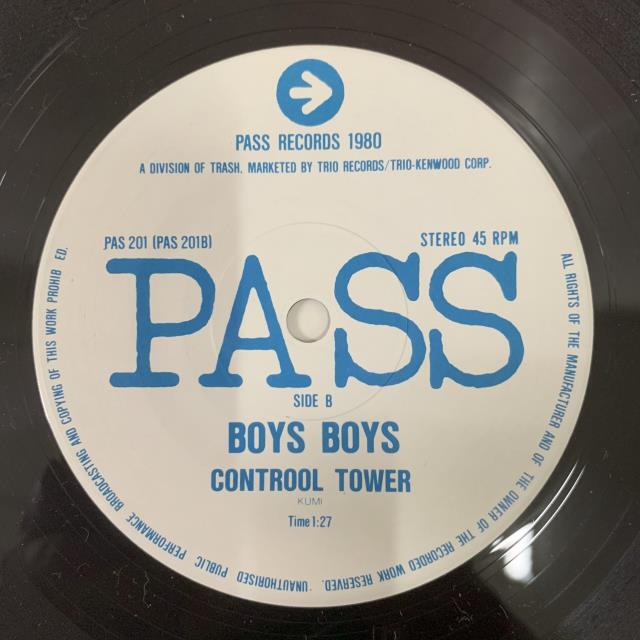 PASS RECORDS 1980
A DIVISION OF TRASH, MARKETED BY TRIO RECORDS/TRIO-KENWOOD CORP.
PAS 201 (PAS 201B)
STEREO 45 RPM
PASS
SIDE B
BOYS BOYS
CONTROOL TOWER
KUMI
Time 1:27
ALL RIGHTS OF THE MANUFACTURER AND OF THE OWNER OF THE RECORDED WORK RESERVED. UNAUTHORISED PUBLIC PERFORMANCE BROADCASTING AND COPYING OF THIS WORK PROHIB ED.